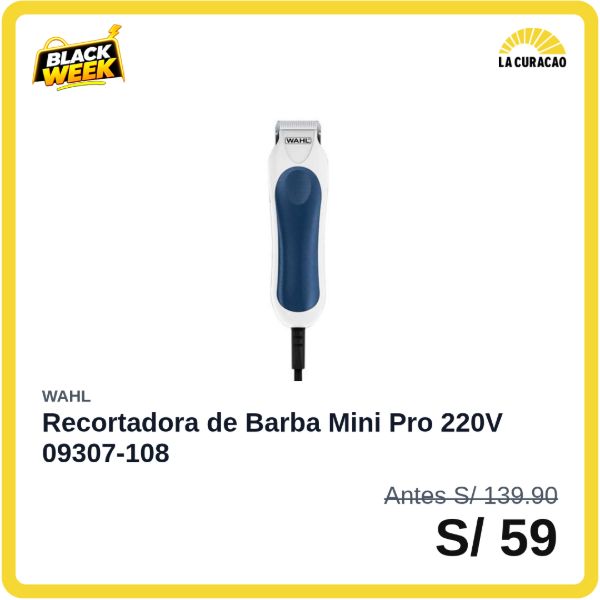 BLACK
WEEK
LA CURACAO
WAHL
WAHL
Recortadora de Barba Mini Pro 220V
09307-108
Antes S/ 139.90
S/ 59